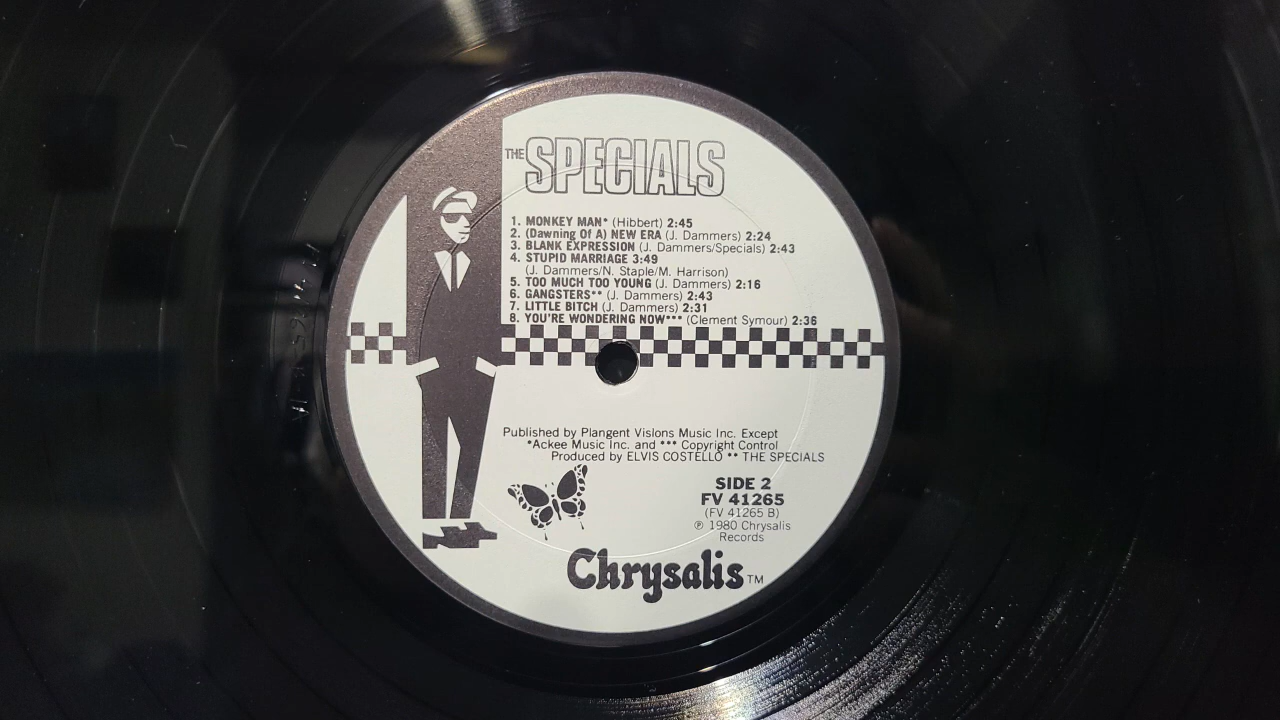 THE SPECIALS
1. MONKEY MAN* (Hibbert) 2:45
2. (Dawning Of A) NEW ERA (J. Dammers) 2:24
3. BLANK EXPRESSION (J. Dammers/Specials) 2:43
4. STUPID MARRIAGE 3:49
(J. Dammers/N. Staple/M. Harrison)
5. TOO MUCH TOO YOUNG (J. Dammers) 2:16
6. GANGSTERS** (J. Dammers) 2:43
7. LITTLE BITCH (J. Dammers) 2:31
8. YOU'RE WONDERING NOW*** (Clement Symour) 2:36
Published by Plangent Visions Music Inc. Except
*Ackee Music Inc. and *** Copyright Control
Produced by ELVIS COSTELLO ** THE SPECIALS
SIDE 2
FV 41265
(FV 41265 B)
℗ 1980 Chrysalis
Records
Chrysalis TM